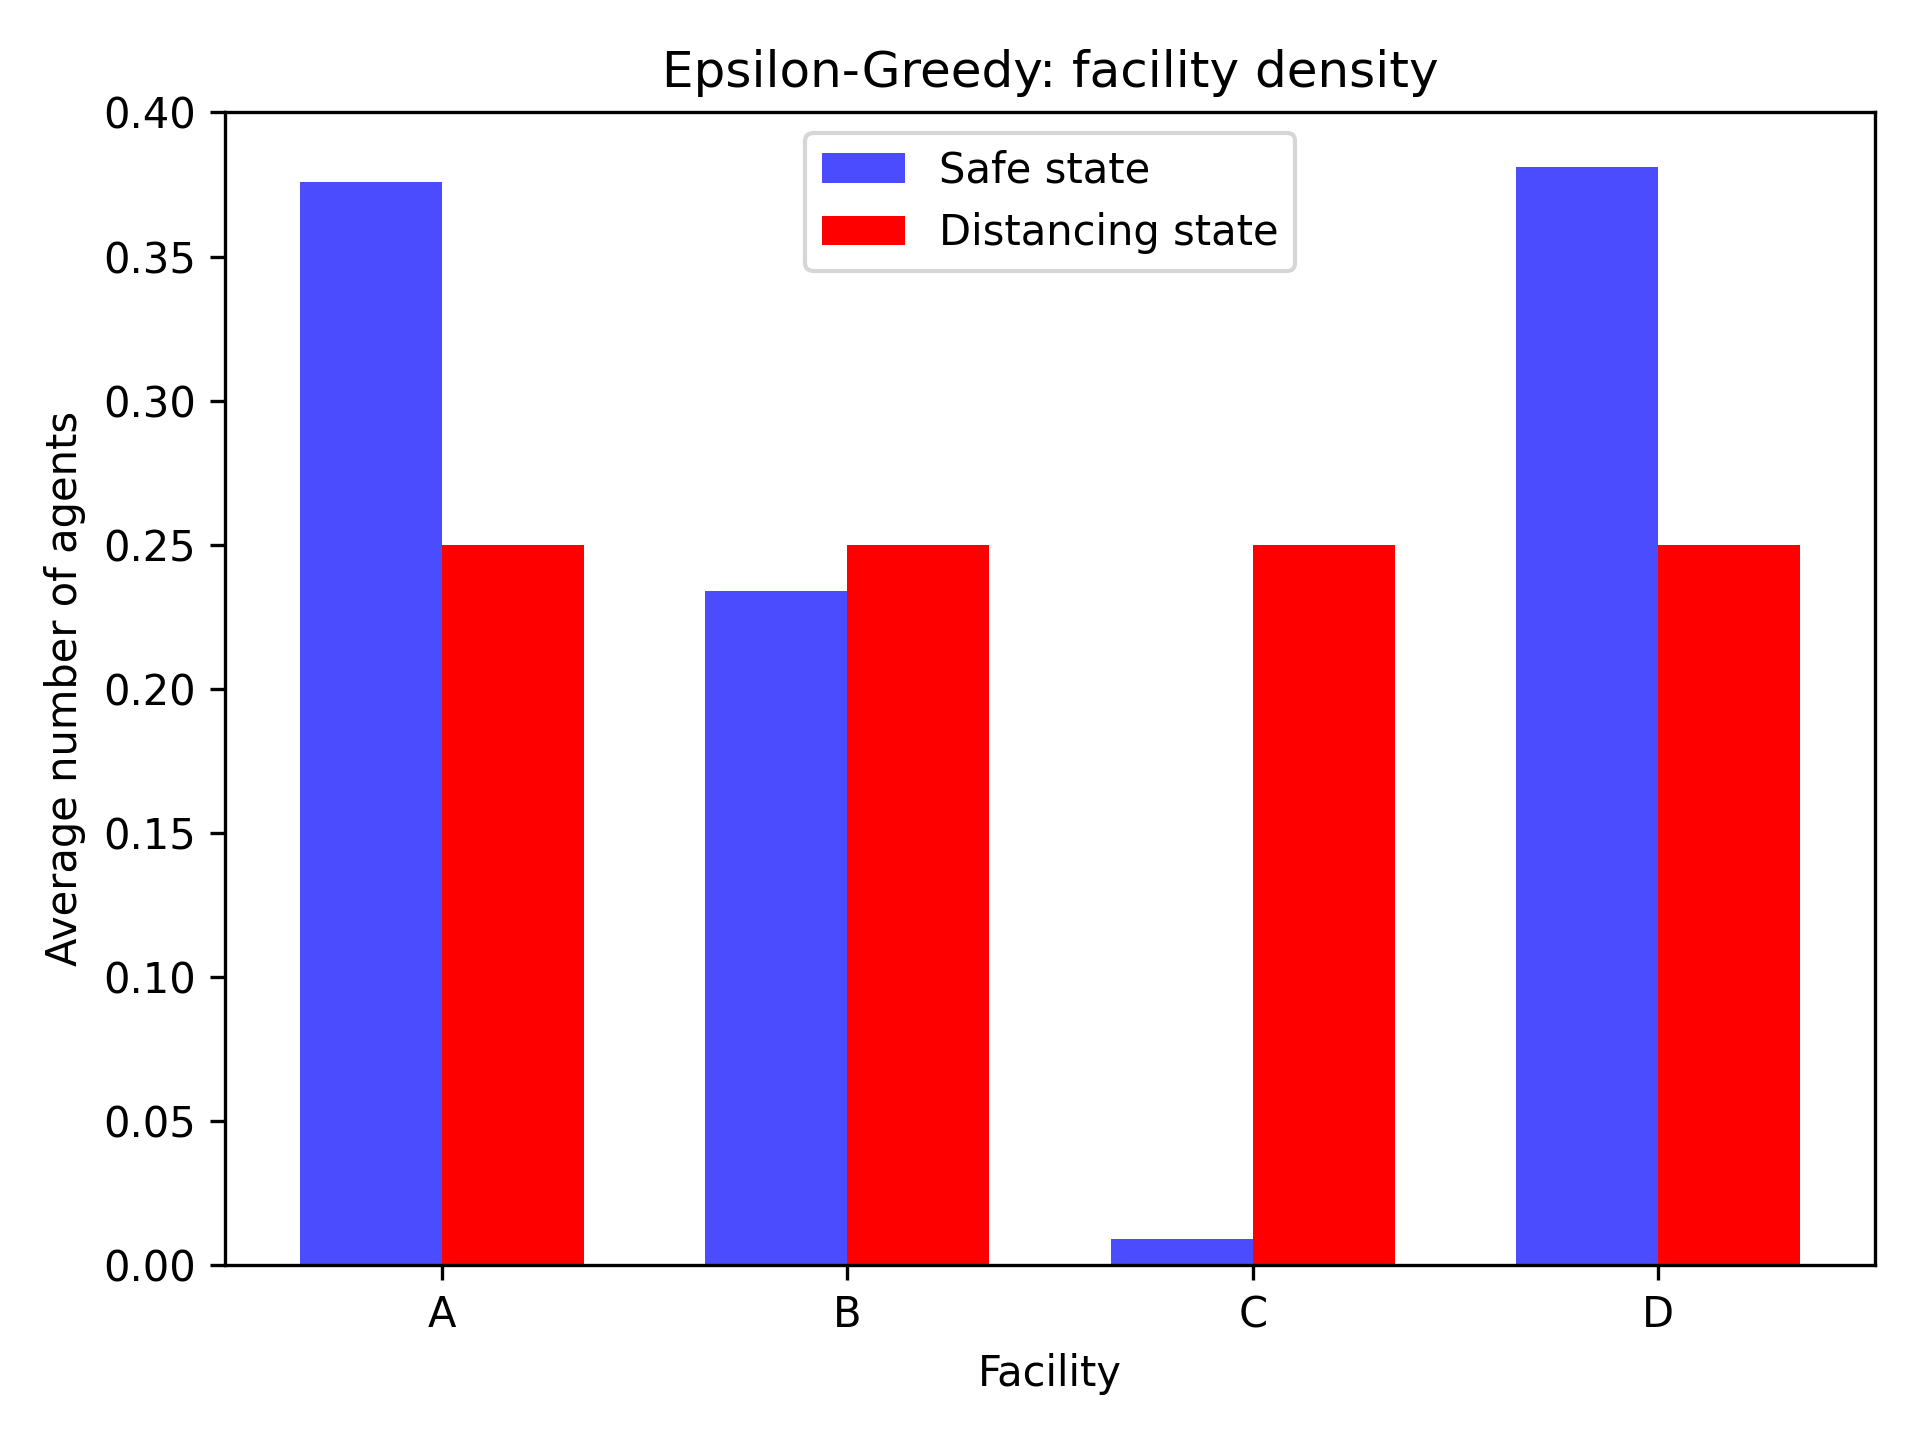 Epsilon-Greedy: facility density
Safe state
Distancing state
0.40
0.35
0.30
0.25
0.20
0.15
0.10
0.05
0.00
Average number of agents
A B C D
Facility